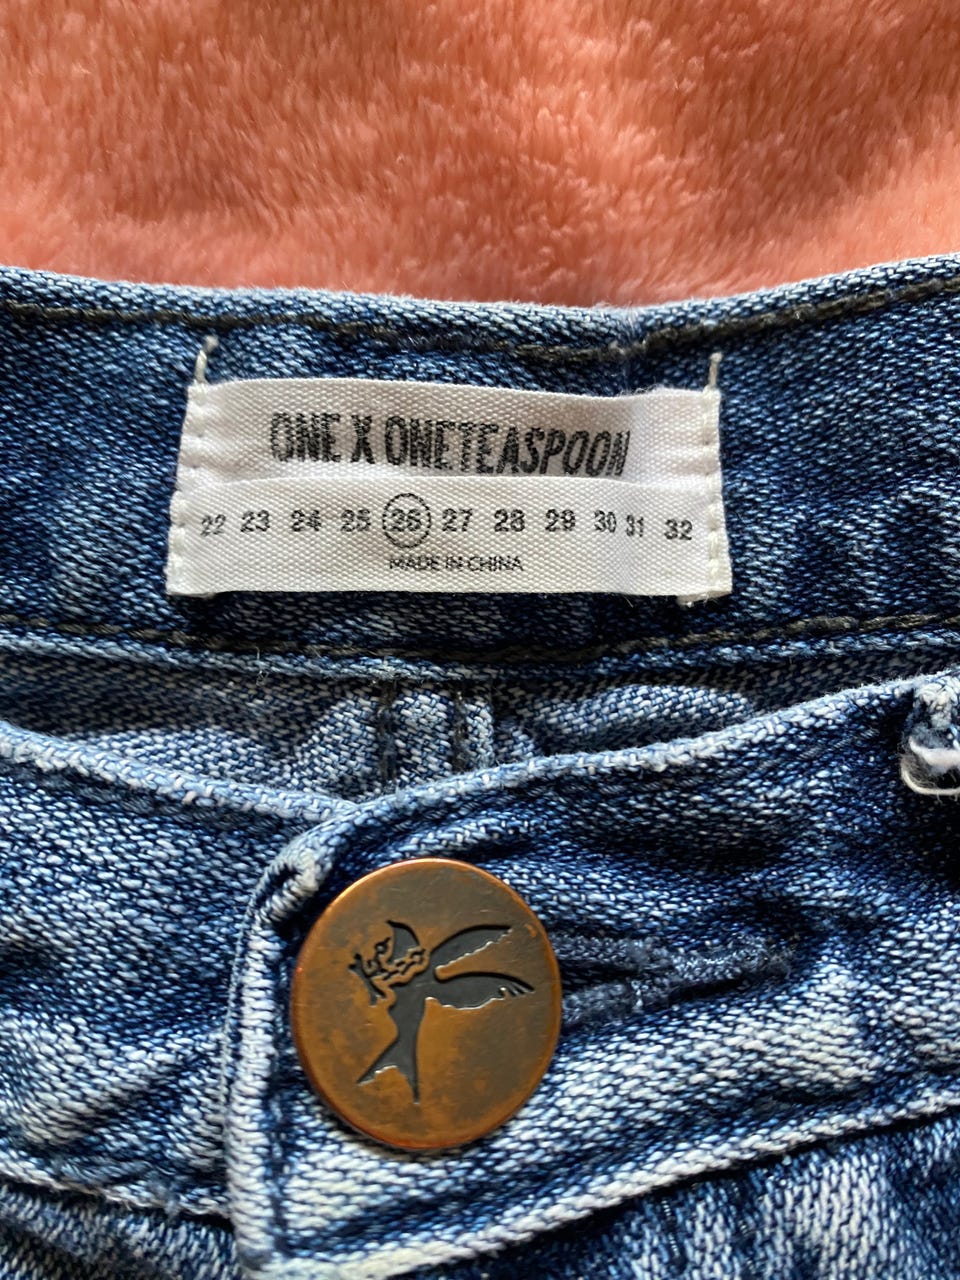 ONE X ONETEASPOON
22 23 24 25 26 27 28 29 30 31 32
MADE IN CHINA